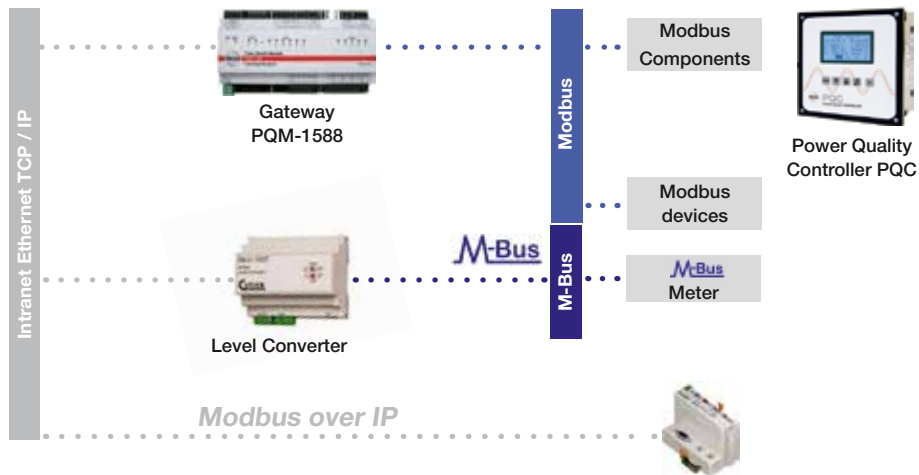 Intranet Ethernet TCP / IP
Gateway
PQM-1588
Modbus
Modbus
Components
PQC
Power Quality
Controller PQC
Modbus
devices
M-Bus
M-Bus
M-Bus
Meter
Level Converter
Modbus over IP